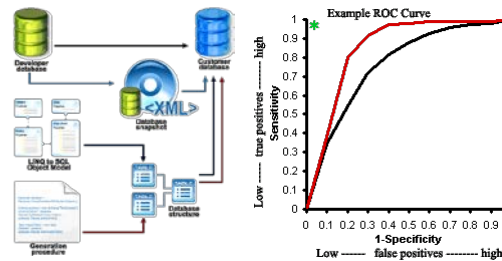 Developer
database
Customer
database
<XML>
Database
snapshot
LINQ to SQL
Object Model
Database
structure
Generation
procedure
Example ROC Curve
*
Low ----- true positives ------- high
Sensitivity
1
0.9
0.8
0.7
0.6
0.5
0.4
0.3
0.2
0.1
0
0 0.1 0.2 0.3 0.4 0.5 0.6 0.7 0.8 0.9
1-Specificity
Low ------ false positives -------- high